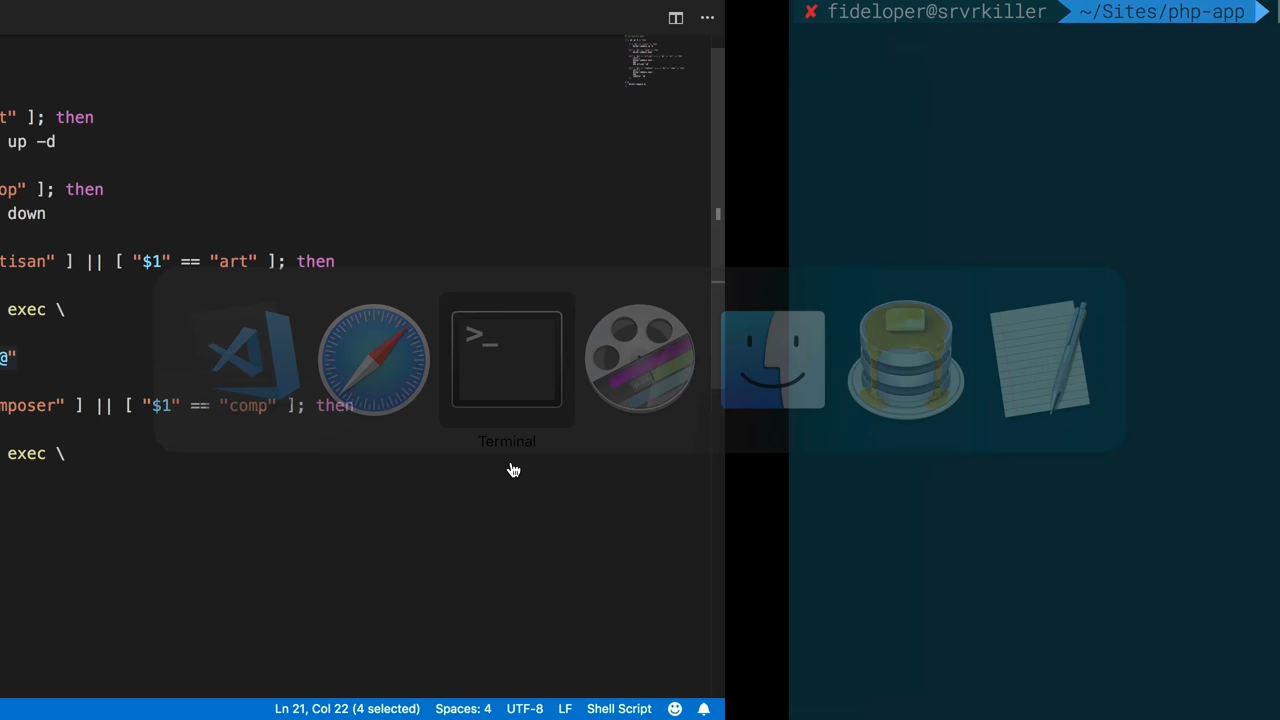 ✘ fideloper@srvrkiller ~/Sites/php-app
t" ]; then
up -d
op" ]; then
down
tisan" ] || [ "$1" == "art" ]; then
exec \
@"
mposer" ] || [ "$1" == "comp" ]; then
exec \
>_
Terminal
Ln 21, Col 22 (4 selected) Spaces: 4 UTF-8 LF Shell Script